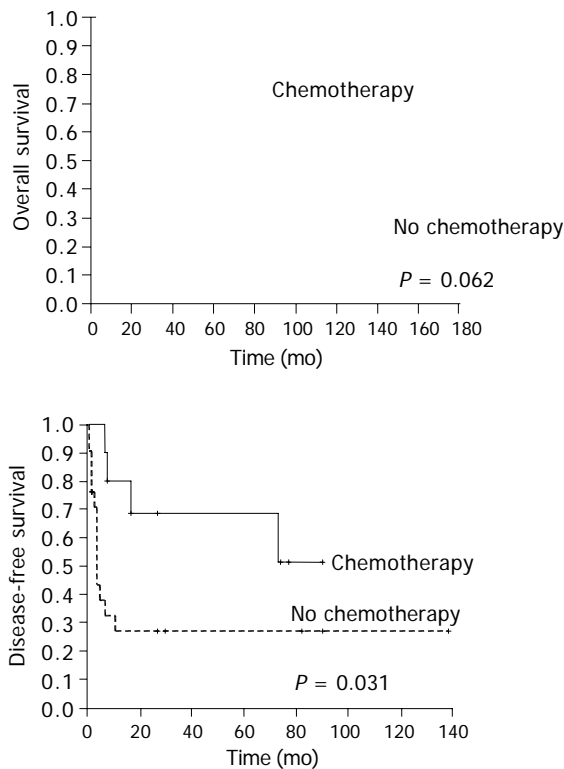 Overall survival
1.0
0.9
0.8
0.7
0.6
0.5
0.4
0.3
0.2
0.1
0.0
Chemotherapy
No chemotherapy
P = 0.062
0 20 40 60 80 100 120 140 160 180
Time (mo)
Disease-free survival
1.0
0.9
0.8
0.7
0.6
0.5
0.4
0.3
0.2
0.1
0.0
Chemotherapy
No chemotherapy
P = 0.031
0 20 40 60 80 100 120 140
Time (mo)